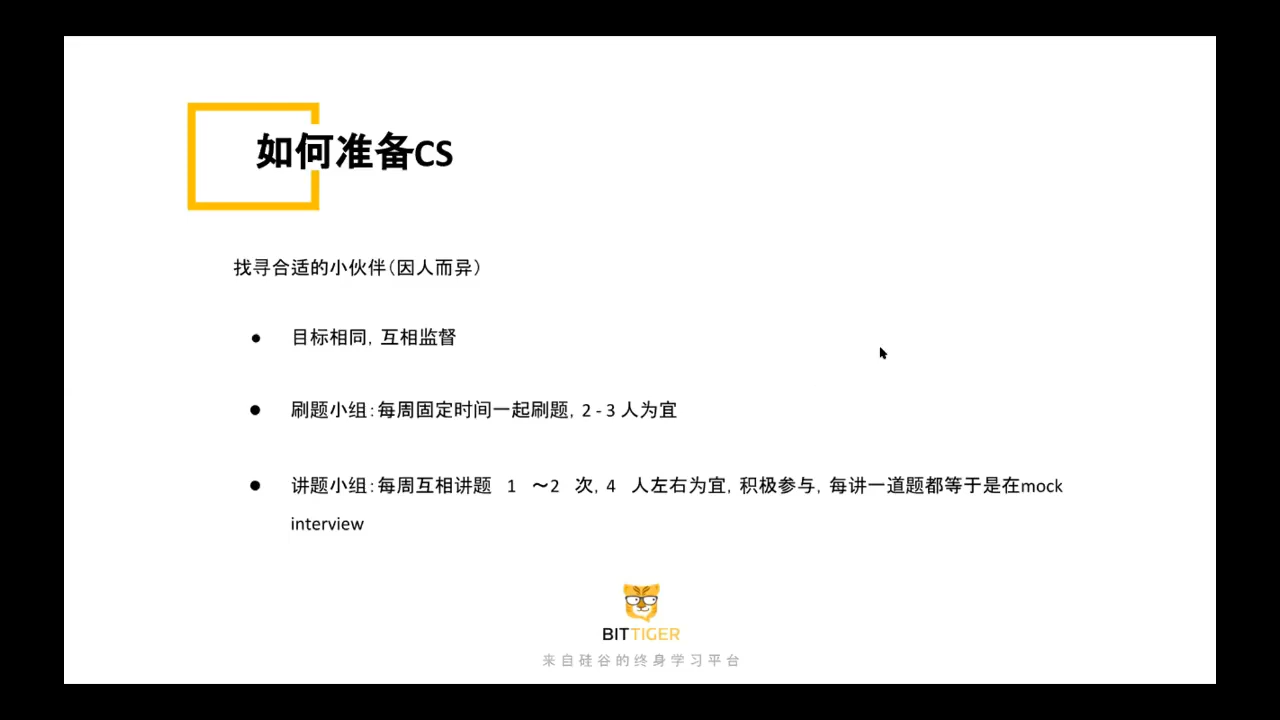 如何准备CS
找寻合适的小伙伴(因人而异)
● 目标相同, 互相监督
● 刷题小组:每周固定时间一起刷题, 2 - 3 人为宜
● 讲题小组:每周互相讲题 1 ～2 次, 4 人左右为宜, 积极参与, 每讲一道题都等于是在mock
interview
BITTIGER
来自硅谷的终身学习平台